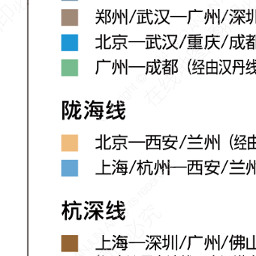 郑州/武汉—广州/深圳
北京—武汉/重庆/成都
广州—成都（经由汉丹线
陇海线
北京—西安/兰州（经由
上海/杭州—西安/兰州
杭深线
上海—深圳/广州/佛山